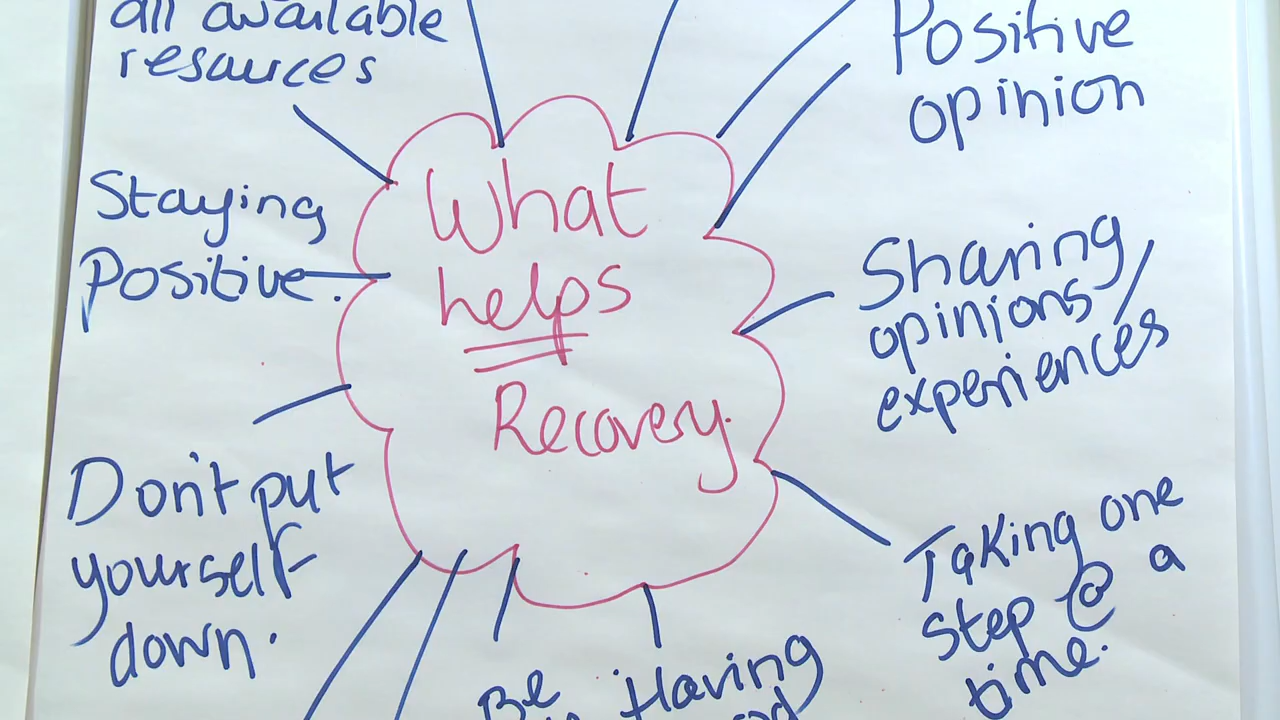 all available
resources
Positive
opinion
Staying
Positive.
What
helps
Recovery.
Sharing
opinions/
experiences
Don't put
yourself
down.
Taking one
step @ a
time.
Be
Having